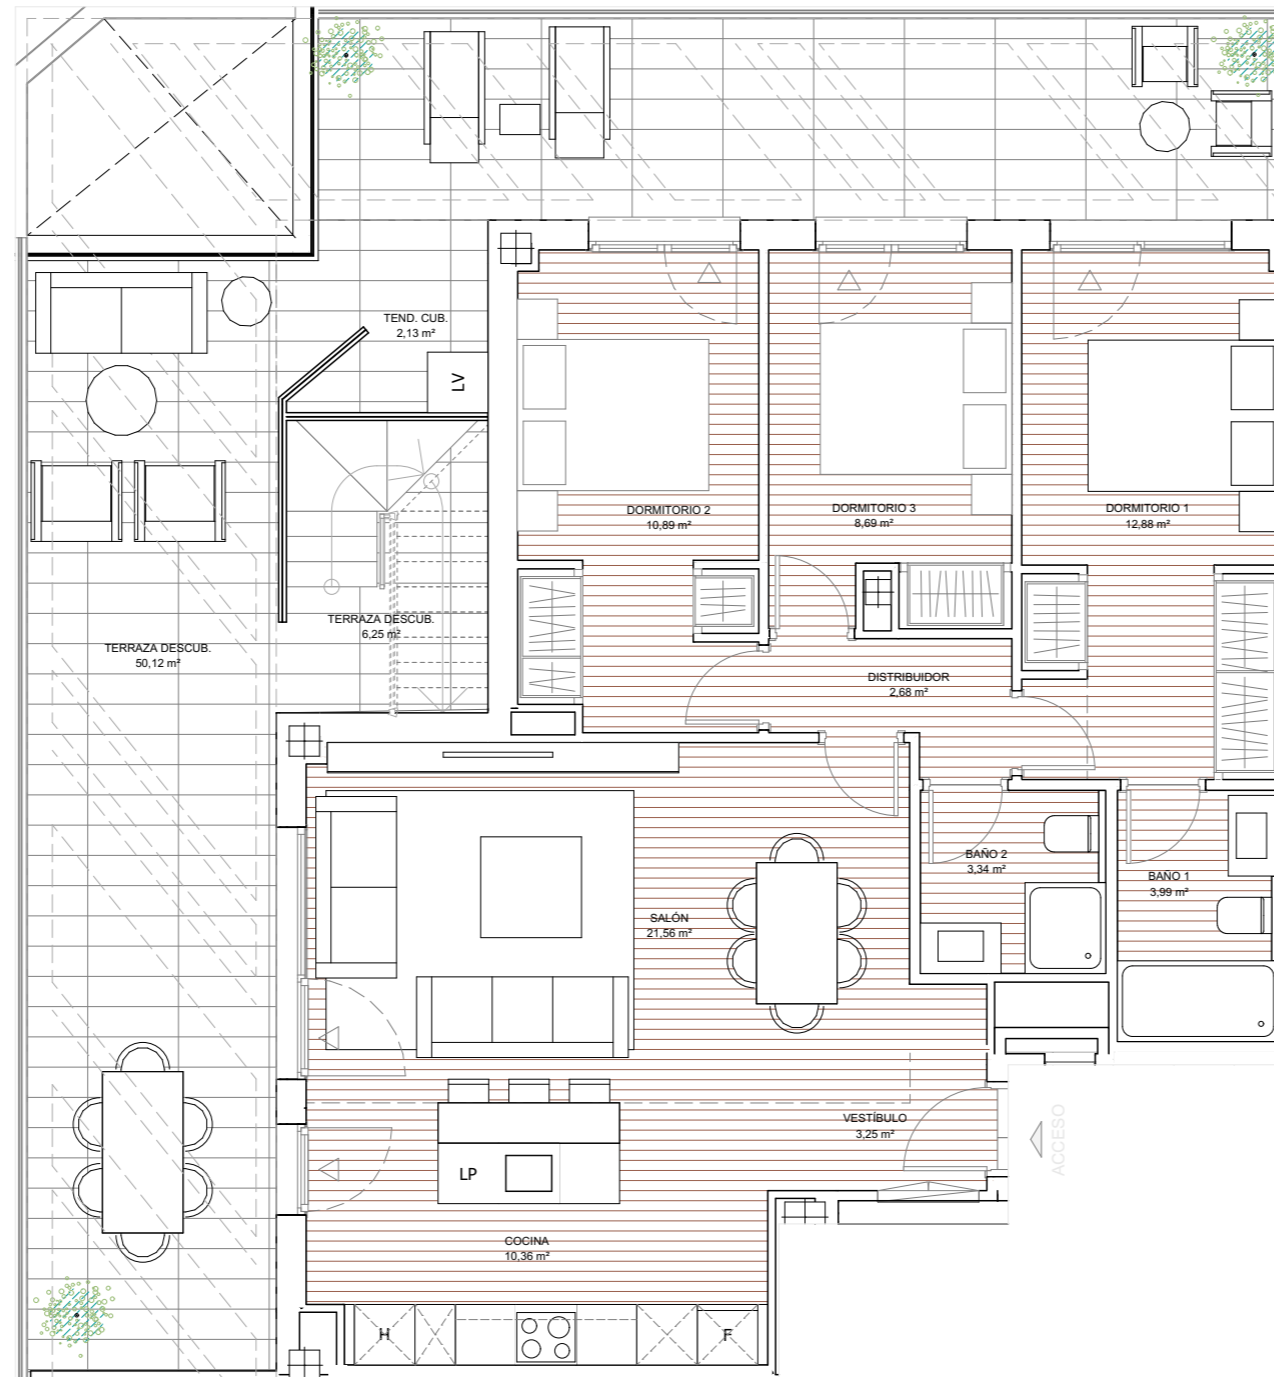 TEND. CUB.
2,13 m²
LV
DORMITORIO 2
10,89 m²
DORMITORIO 3
8,69 m²
DORMITORIO 1
12,88 m²
TERRAZA DESCUB.
6,25 m²
TERRAZA DESCUB.
50,12 m²
DISTRIBUIDOR
2,68 m²
BAÑO 2
3,34 m²
BAÑO 1
3,99 m²
SALÓN
21,56 m²
VESTÍBULO
3,25 m²
ACCESO
LP
COCINA
10,36 m²
H
F